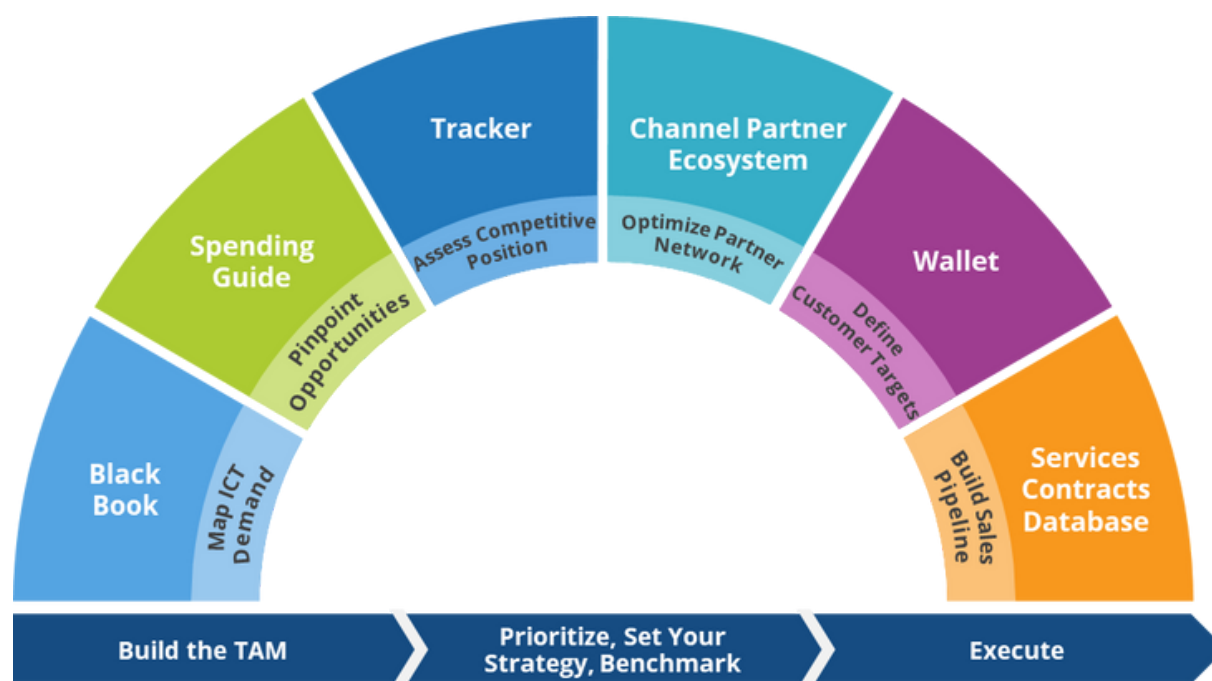 Black
Book
Map ICT
Demand
Spending
Guide
Pinpoint
Opportunities
Tracker
Assess Competitive
Position
Channel Partner
Ecosystem
Optimize Partner
Network
Wallet
Define
Customer Targets
Services
Contracts
Database
Build Sales
Pipeline
Build the TAM
Prioritize, Set Your
Strategy, Benchmark
Execute